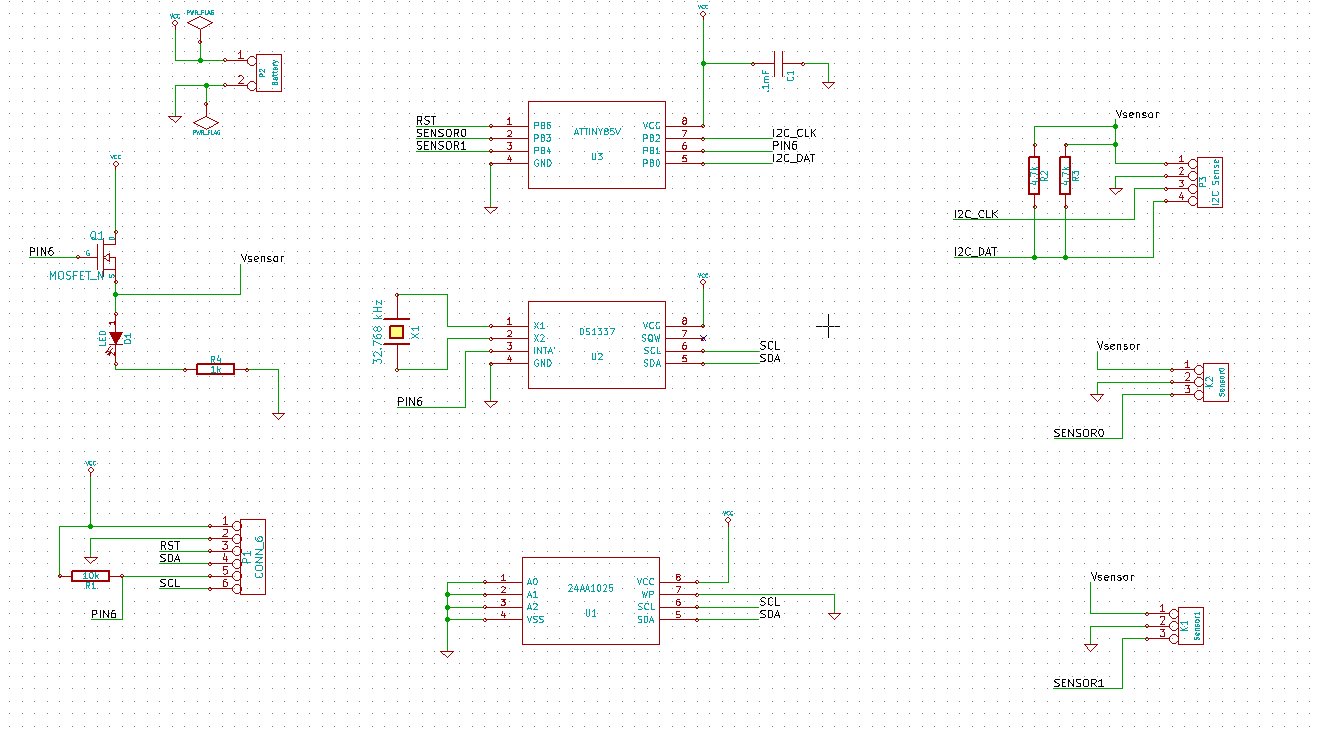 VCC
PWR_FLAG
1
2
P2
Battery
PWR_FLAG
VCC
.1mF
C1
RST
SENSOR0
SENSOR1
1
2
3
4
PB5
PB3
PB4
GND
ATTINY85V
U3
VCC
PB2
PB1
PB0
8
7
6
5
I2C_CLK
PIN6
I2C_DAT
Vsensor
4.7k
R2
4.7k
R3
1
2
3
4
P3
I2C Sense
I2C_CLK
I2C_DAT
VCC
Q1
D
G
S
PIN6
MOSFET_N
Vsensor
1
LED
D1
2
R4
1k
32.768 kHz
X1
PIN6
1
2
3
4
X1
X2
INTA'
GND
DS1337
U2
VCC
SQW
SCL
SDA
8
7
6
5
VCC
SCL
SDA
Vsensor
1
2
3
K2
Sensor0
SENSOR0
VCC
1
2
3
4
5
6
P1
CONN_6
RST
SDA
SCL
10k
R1
PIN6
VCC
1
2
3
4
A0
A1
A2
VSS
24AA1025
U1
VCC
WP
SCL
SDA
8
7
6
5
SCL
SDA
Vsensor
1
2
3
K1
Sensor1
SENSOR1